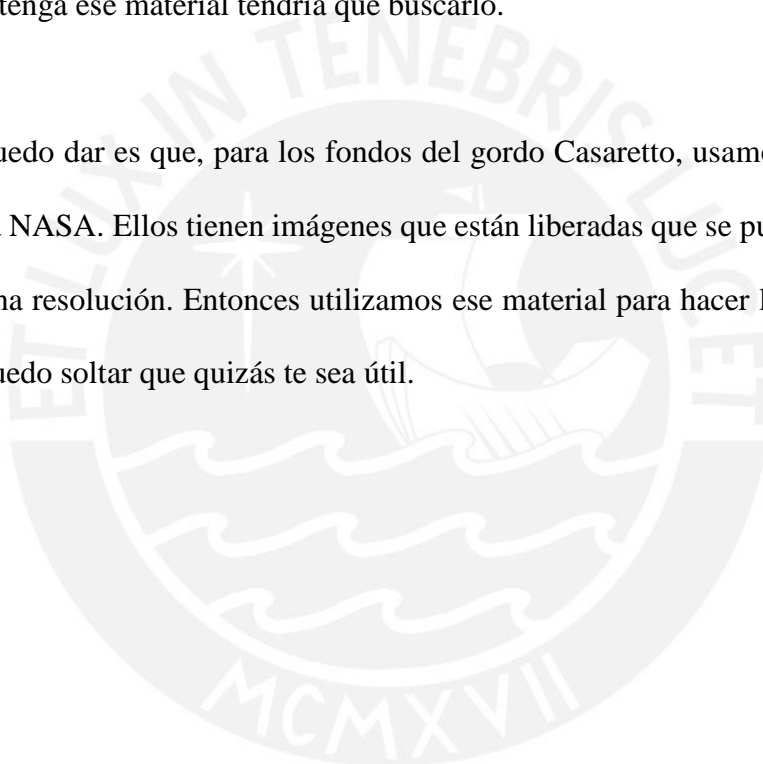 tenga ese material tendría que buscarlo.
uedo dar es que, para los fondos del gordo Casaretto, usamo
NASA. Ellos tienen imágenes que están liberadas que se pu
na resolución. Entonces utilizamos ese material para hacer
uedo soltar que quizás te sea útil.
ET LUX IN TENEBRIS LUCET
MCMXVII